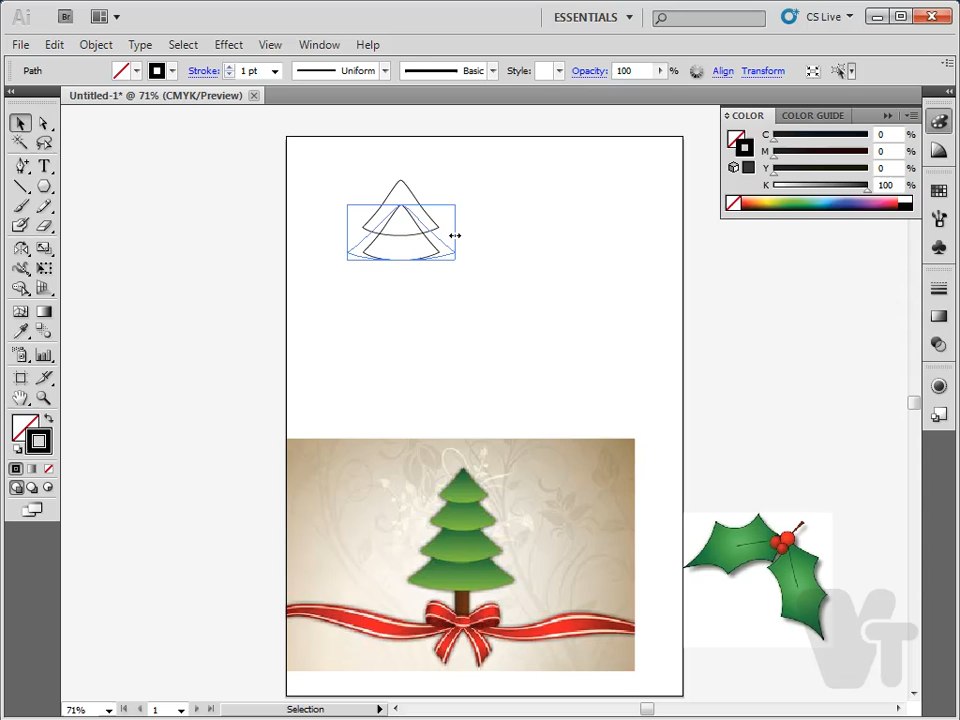 Ai Br ESSENTIALS CS Live
File Edit Object Type Select Effect View Window Help
Path Stroke: 1 pt Uniform Basic Style: Opacity: 100 % Align Transform
Untitled-1* @ 71% (CMYK/Preview)
COLOR COLOR GUIDE
C 0 %
M 0 %
Y 0 %
K 100 %
T
VT
71% 1 Selection